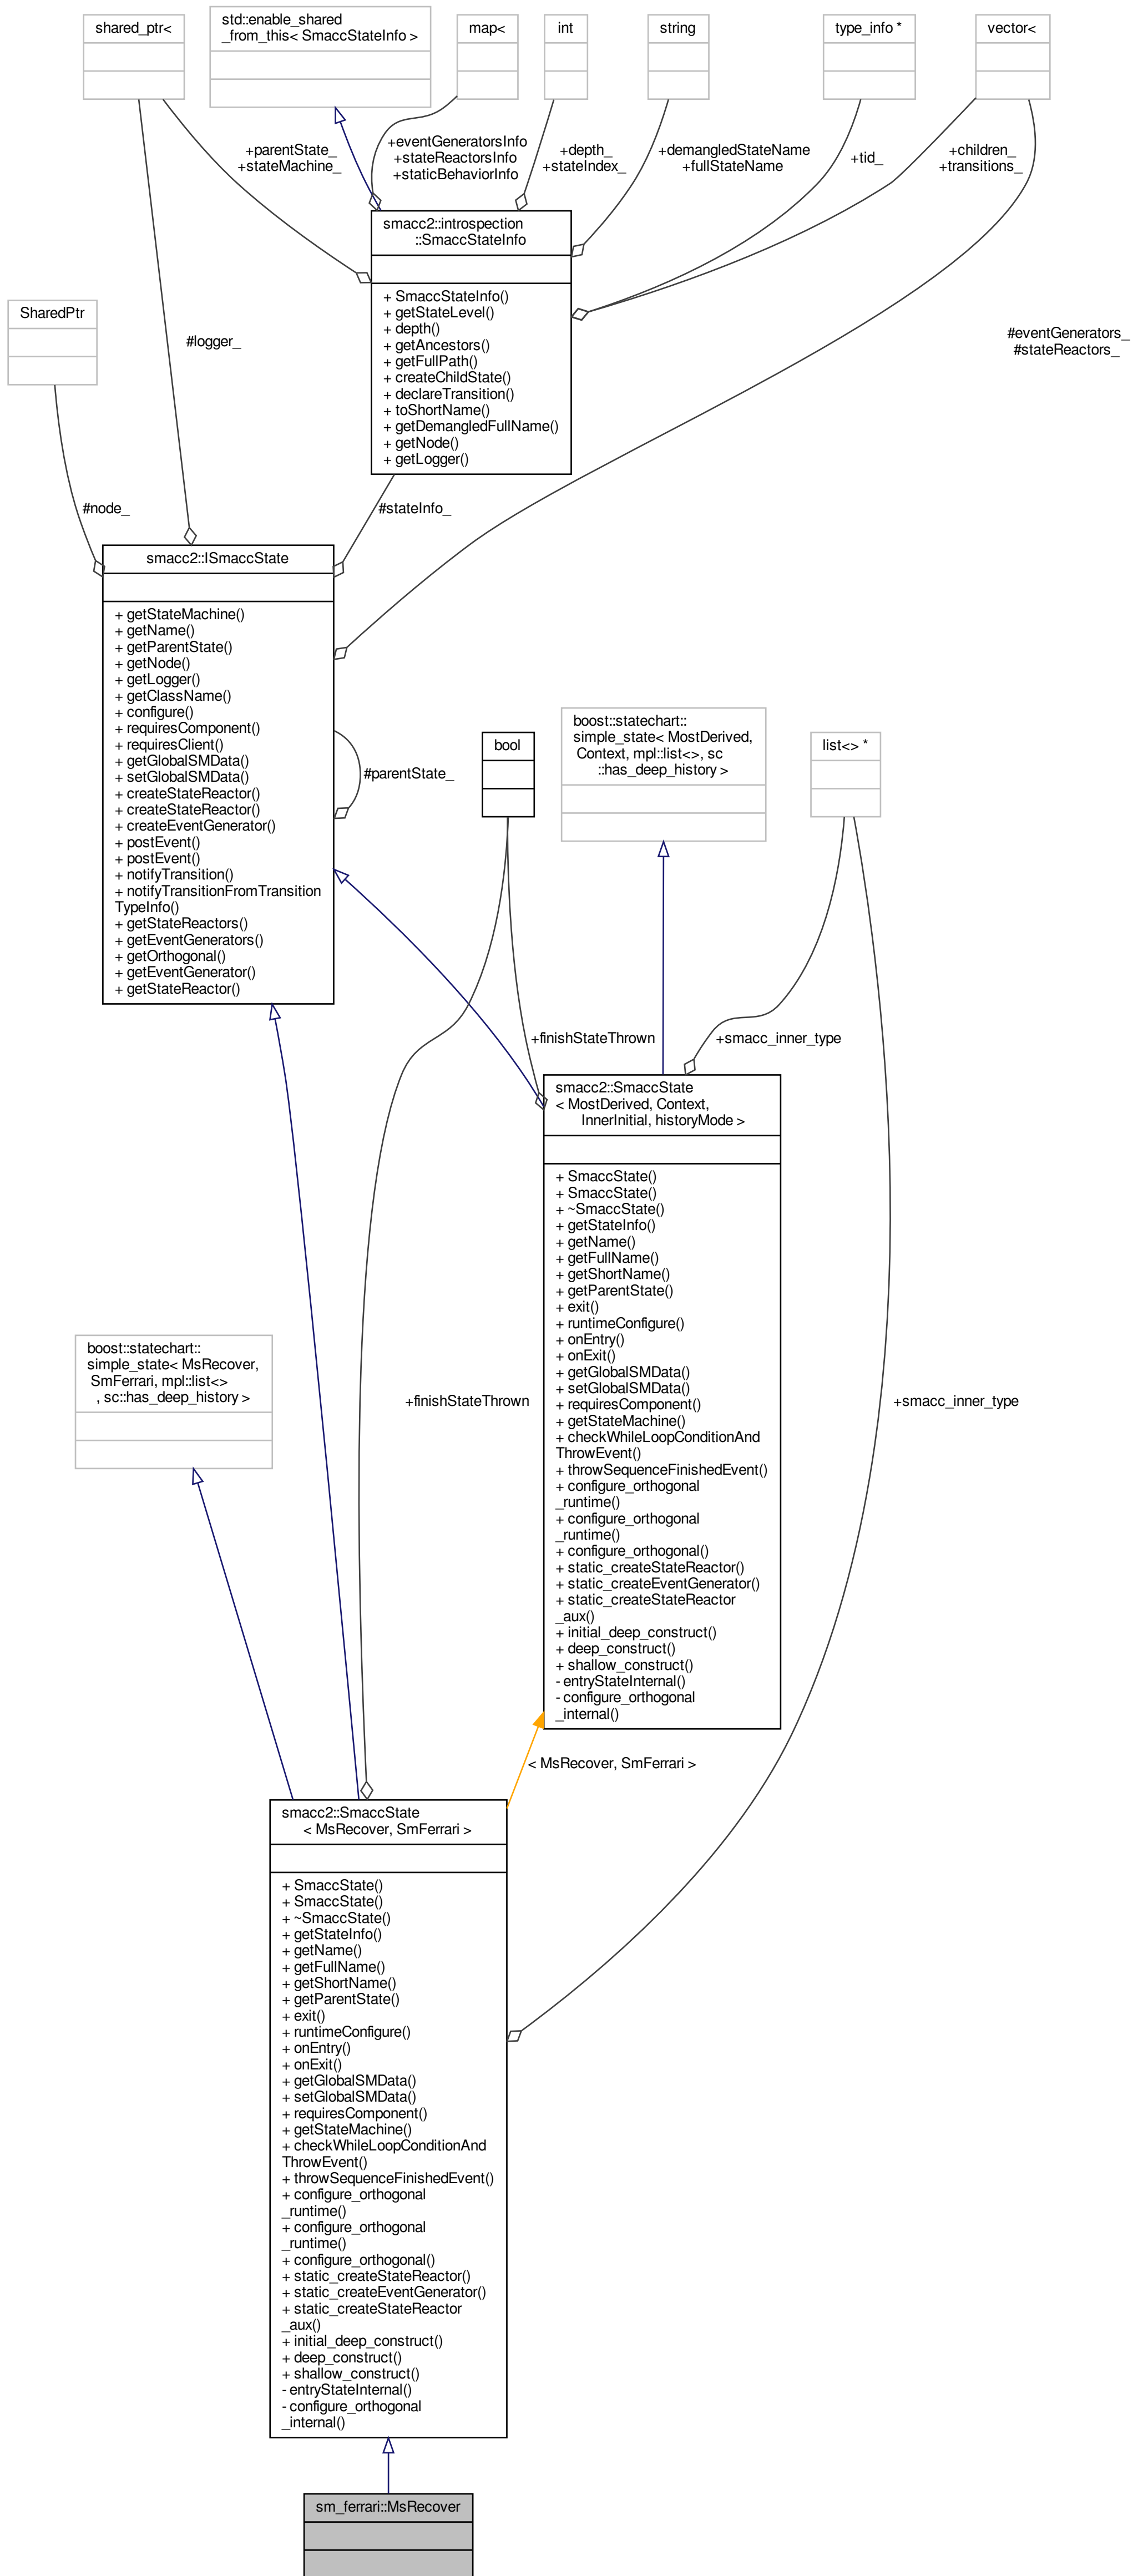 shared_ptr<
std::enable_shared
_from_this< SmaccStateInfo >
map<
int
string
type_info *
vector<
+parentState_
+stateMachine_
+eventGeneratorsInfo
+stateReactorsInfo
+staticBehaviorInfo
+depth_
+stateIndex_
+demangledStateName
+fullStateName
+tid_
+children_
+transitions_
smacc2::introspection
::SmaccStateInfo
+ SmaccStateInfo()
+ getStateLevel()
+ depth()
+ getAncestors()
+ getFullPath()
+ createChildState()
+ declareTransition()
+ toShortName()
+ getDemangledFullName()
+ getNode()
+ getLogger()
SharedPtr
#logger_
#eventGenerators_
#stateReactors_
#node_
#stateInfo_
smacc2::ISmaccState
+ getStateMachine()
+ getName()
+ getParentState()
+ getNode()
+ getLogger()
+ getClassName()
+ configure()
+ requiresComponent()
+ requiresClient()
+ getGlobalSMData()
+ setGlobalSMData()
+ createStateReactor()
+ createStateReactor()
+ createEventGenerator()
+ postEvent()
+ postEvent()
+ notifyTransition()
+ notifyTransitionFromTransition
TypeInfo()
+ getStateReactors()
+ getEventGenerators()
+ getOrthogonal()
+ getEventGenerator()
+ getStateReactor()
#parentState_
bool
boost::statechart::
simple_state< MostDerived,
Context, mpl::list<>, sc
::has_deep_history >
list<> *
+finishStateThrown
+smacc_inner_type
smacc2::SmaccState
< MostDerived, Context,
InnerInitial, historyMode >
+ SmaccState()
+ SmaccState()
+ ~SmaccState()
+ getStateInfo()
+ getName()
+ getFullName()
+ getShortName()
+ getParentState()
+ exit()
+ runtimeConfigure()
+ onEntry()
+ onExit()
+ getGlobalSMData()
+ setGlobalSMData()
+ requiresComponent()
+ getStateMachine()
+ checkWhileLoopConditionAnd
ThrowEvent()
+ throwSequenceFinishedEvent()
+ configure_orthogonal
_runtime()
+ configure_orthogonal
_runtime()
+ configure_orthogonal()
+ static_createStateReactor()
+ static_createEventGenerator()
+ static_createStateReactor
_aux()
+ initial_deep_construct()
+ deep_construct()
+ shallow_construct()
- entryStateInternal()
- configure_orthogonal
_internal()
boost::statechart::
simple_state< MsRecover,
SmFerrari, mpl::list<>
, sc::has_deep_history >
+finishStateThrown
+smacc_inner_type
< MsRecover, SmFerrari >
smacc2::SmaccState
< MsRecover, SmFerrari >
+ SmaccState()
+ SmaccState()
+ ~SmaccState()
+ getStateInfo()
+ getName()
+ getFullName()
+ getShortName()
+ getParentState()
+ exit()
+ runtimeConfigure()
+ onEntry()
+ onExit()
+ getGlobalSMData()
+ setGlobalSMData()
+ requiresComponent()
+ getStateMachine()
+ checkWhileLoopConditionAnd
ThrowEvent()
+ throwSequenceFinishedEvent()
+ configure_orthogonal
_runtime()
+ configure_orthogonal
_runtime()
+ configure_orthogonal()
+ static_createStateReactor()
+ static_createEventGenerator()
+ static_createStateReactor
_aux()
+ initial_deep_construct()
+ deep_construct()
+ shallow_construct()
- entryStateInternal()
- configure_orthogonal
_internal()
sm_ferrari::MsRecover